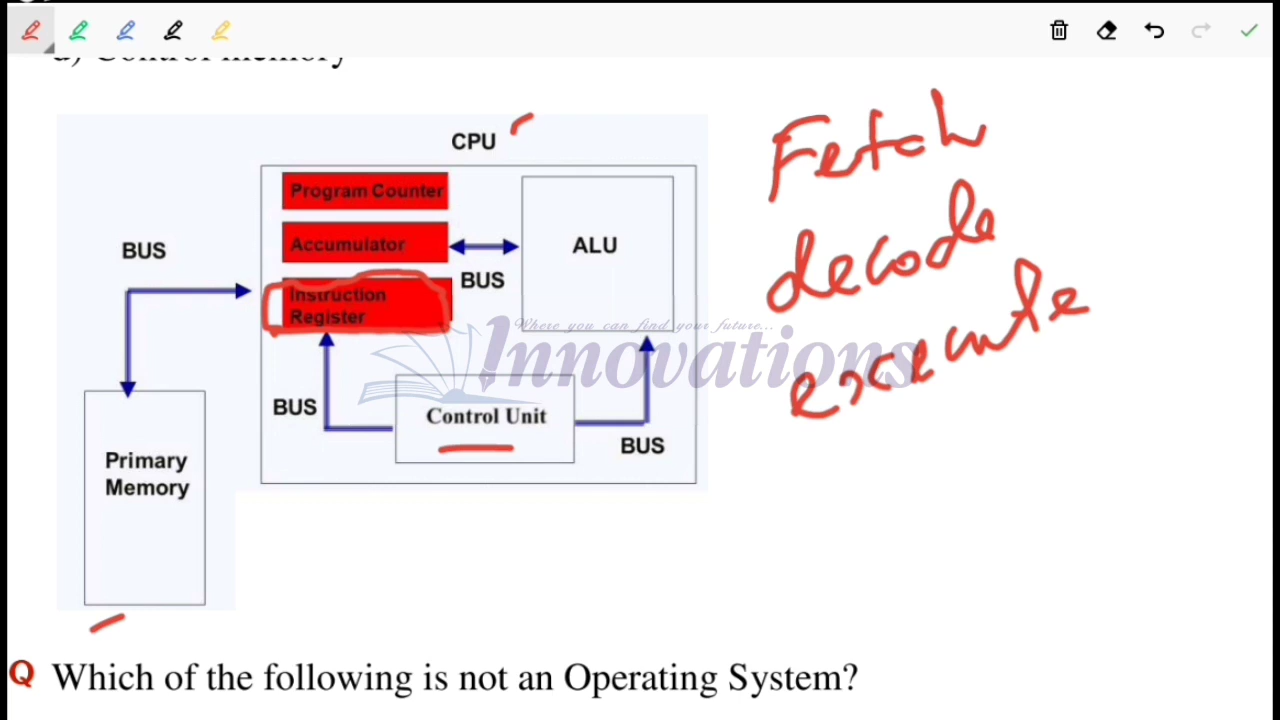 d) Control memory
CPU
Fetch
Program Counter
decode
Accumulator
BUS
ALU
BUS
Instruction
Register
execute
Where you can find your future...
Innovations
BUS
Control Unit
BUS
Primary
Memory
Q Which of the following is not an Operating System?